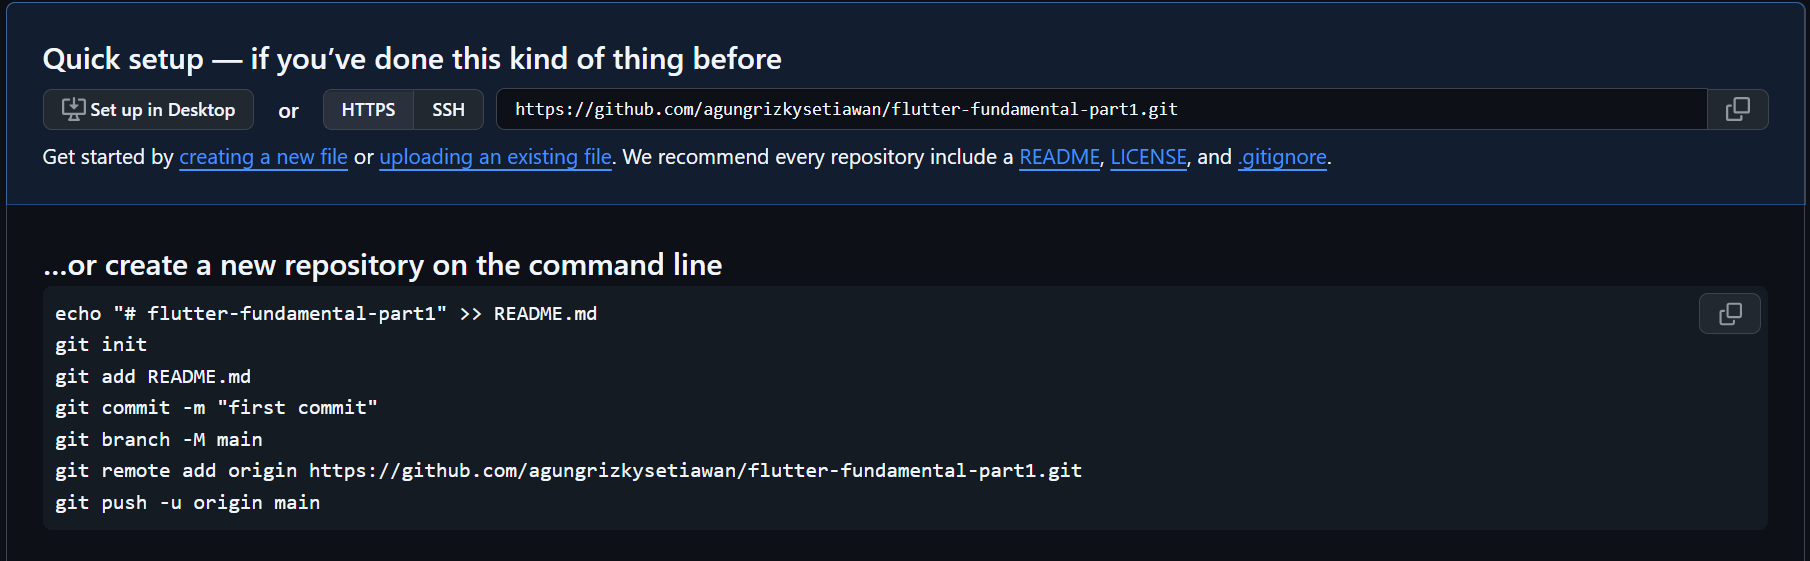 Quick setup — if you’ve done this kind of thing before
Set up in Desktop or HTTPS SSH https://github.com/agungrizkysetiawan/flutter-fundamental-part1.git
Get started by creating a new file or uploading an existing file. We recommend every repository include a README, LICENSE, and .gitignore.
…or create a new repository on the command line
echo "# flutter-fundamental-part1" >> README.md
git init
git add README.md
git commit -m "first commit"
git branch -M main
git remote add origin https://github.com/agungrizkysetiawan/flutter-fundamental-part1.git
git push -u origin main